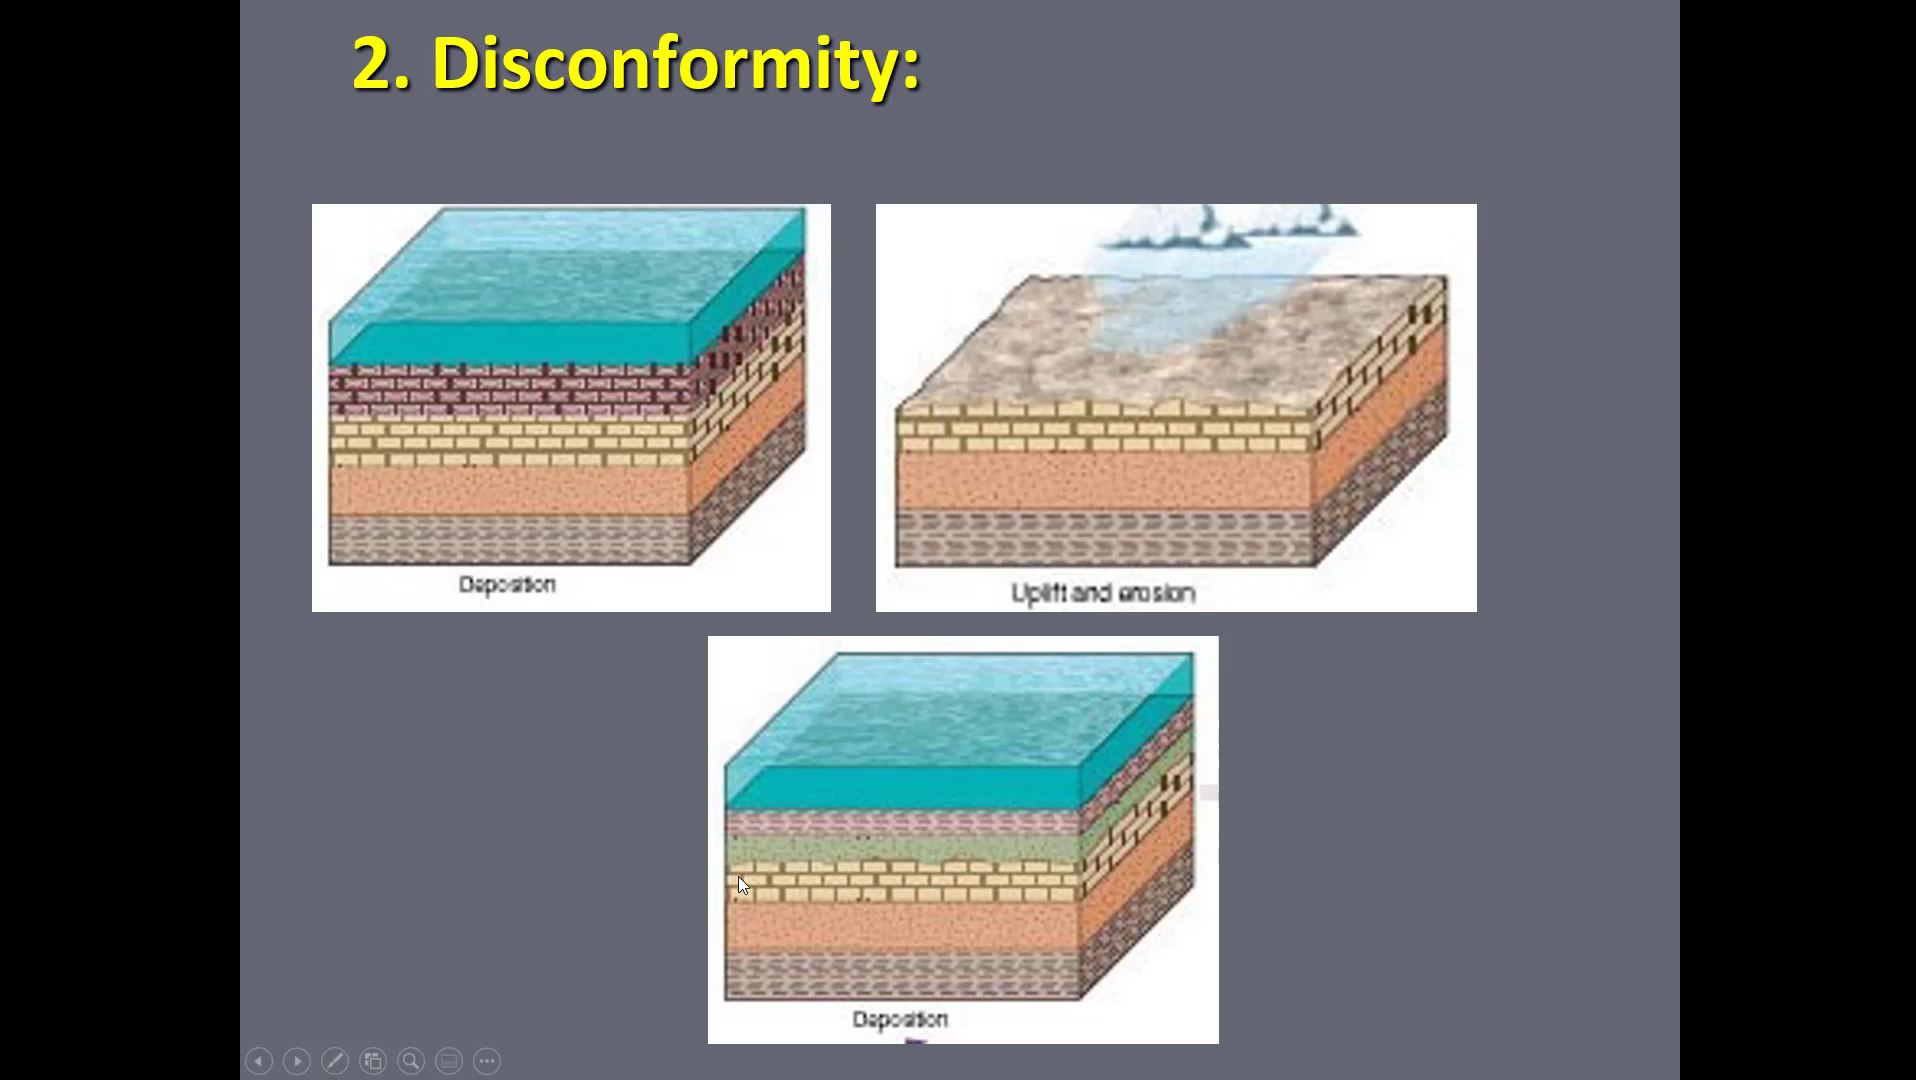 2. Disconformity:
Deposition
Uplift and erosion
Deposition